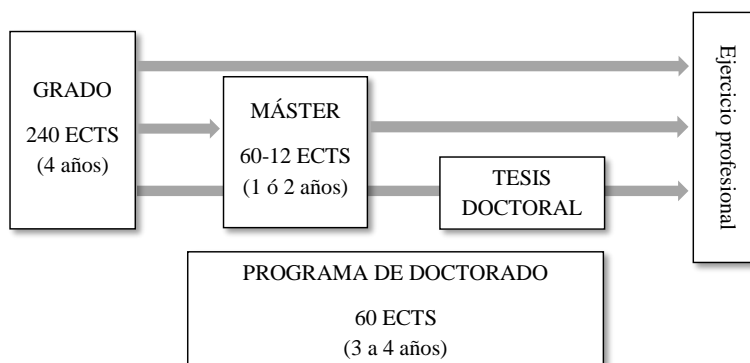 GRADO
240 ECTS
(4 años)
MÁSTER
60-12 ECTS
(1 ó 2 años)
TESIS
DOCTORAL
Ejercicio profesional
PROGRAMA DE DOCTORADO
60 ECTS
(3 a 4 años)